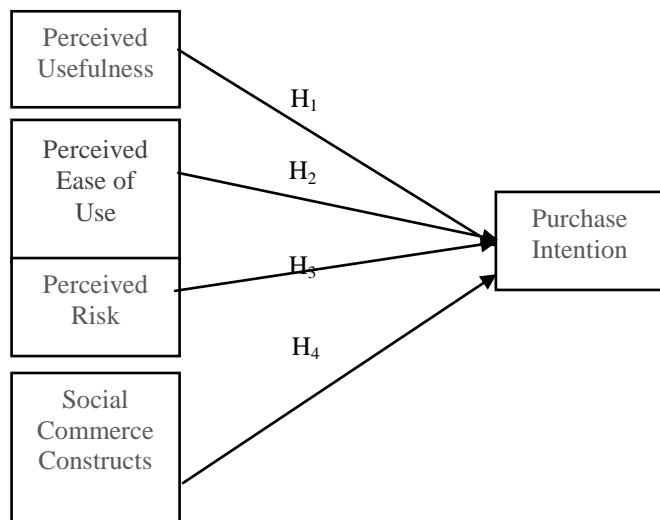 Perceived
Usefulness
H₁
Perceived
Ease of
Use
H₂
Purchase
Intention
Perceived
Risk
H₃
H₄
Social
Commerce
Constructs